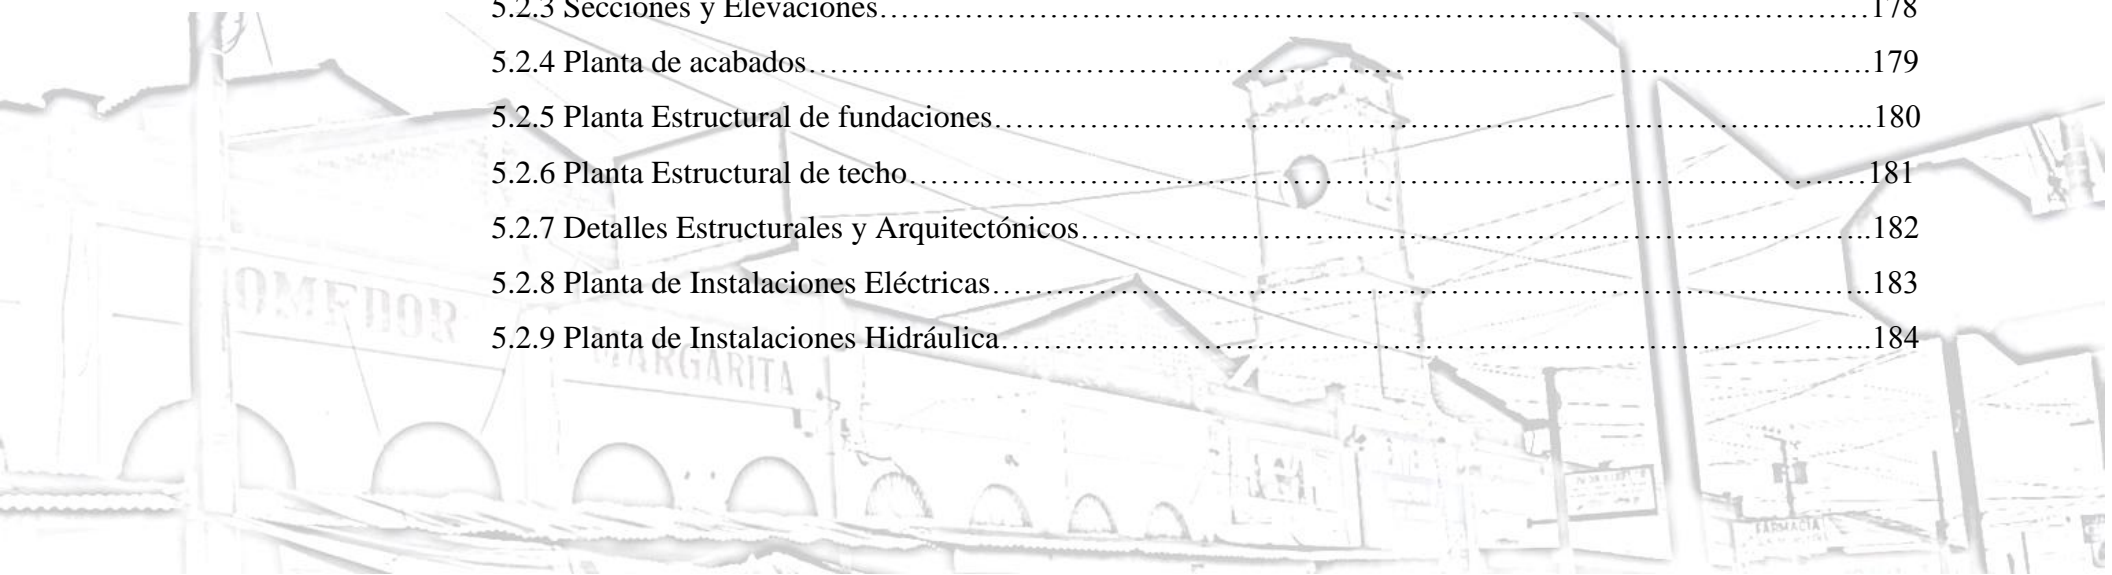 5.2.3 Secciones y Elevaciones……………………………………………………………………………………178
5.2.4 Planta de acabados…………………………………………………………………………………………179
5.2.5 Planta Estructural de fundaciones………………………………………………………………………..180
5.2.6 Planta Estructural de techo…………………………………………………………………………………181
5.2.7 Detalles Estructurales y Arquitectónicos…………………………………………………………………..182
5.2.8 Planta de Instalaciones Eléctricas………………………………………………………………………..183
5.2.9 Planta de Instalaciones Hidráulica………………………………………………………………...……..184
OMEDOR
MARGARITA
FARMACIA